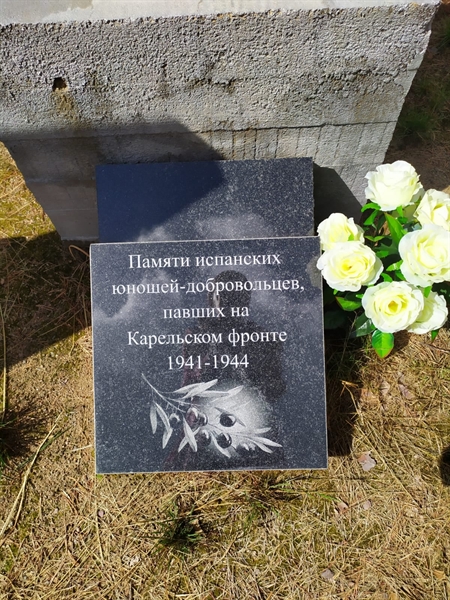 Памяти испанских
юношей-добровольцев,
павших на
Карельском фронте
1941-1944